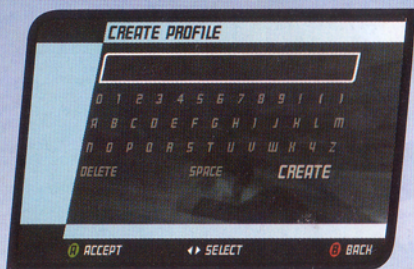 CREATE PROFILE
0 1 2 3 4 5 6 7 8 9
A B C D E F G H I J K L M
N O P Q R S T U V W X Y Z
DELETE SPACE CREATE
A ACCEPT SELECT B BACK